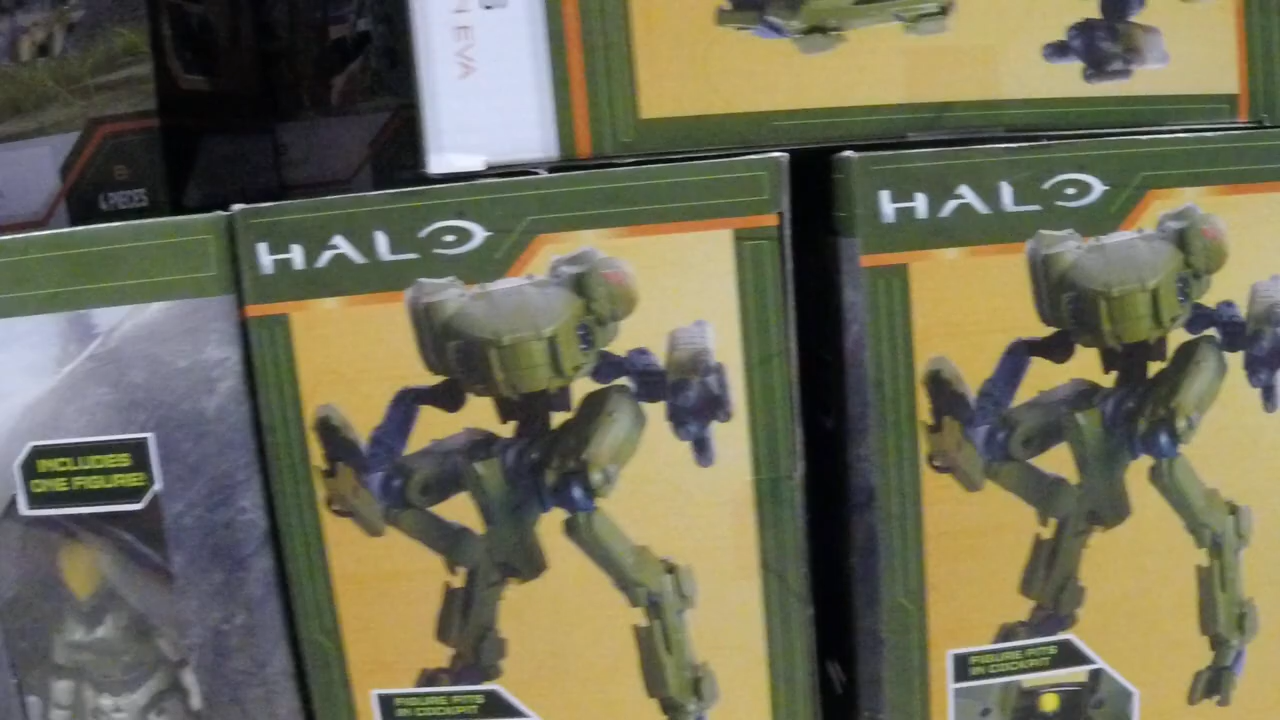 N EVA
4 PIECES
HALO
HALO
INCLUDES
ONE FIGURE!
FIGURE FITS
IN COCKPIT
FIGURE FITS
IN COCKPIT